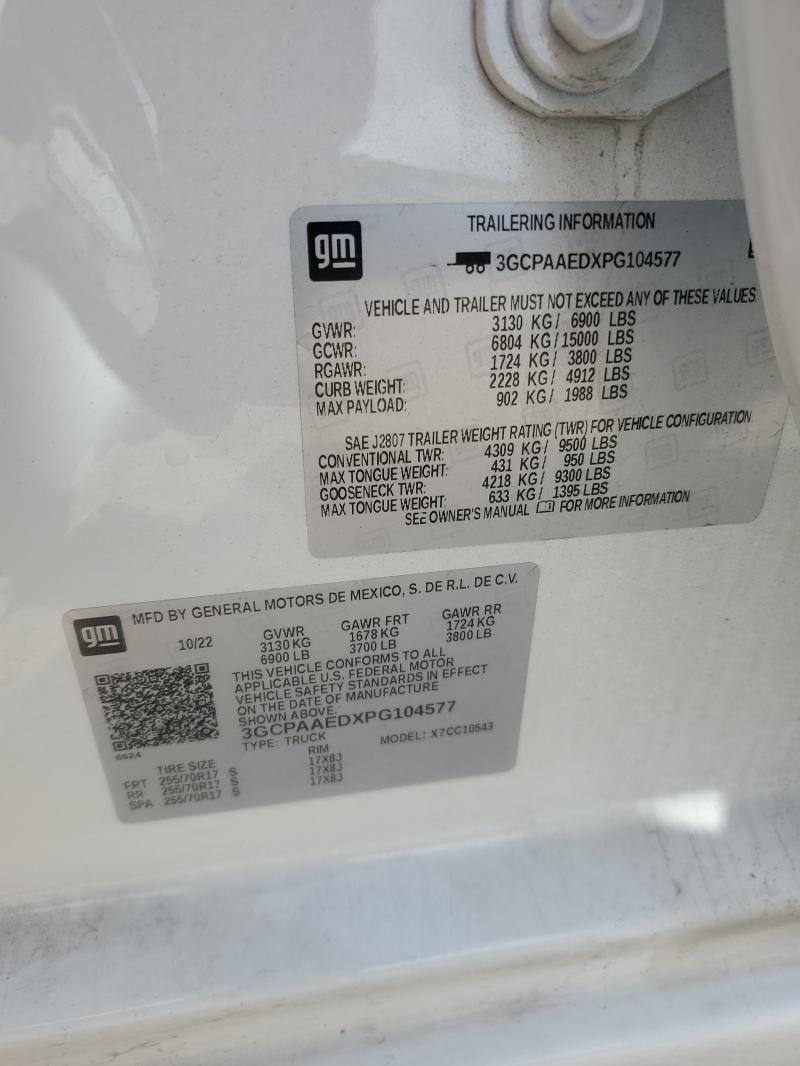 gm
TRAILERING INFORMATION
3GCPAAEDXPG104577
VEHICLE AND TRAILER MUST NOT EXCEED ANY OF THESE VALUES.
GVWR: 3130 KG / 6900 LBS
GCWR: 6804 KG / 15000 LBS
RGAWR: 1724 KG / 3800 LBS
CURB WEIGHT: 2228 KG / 4912 LBS
MAX PAYLOAD: 902 KG / 1988 LBS
SAE J2807 TRAILER WEIGHT RATING (TWR) FOR VEHICLE CONFIGURATION
CONVENTIONAL TWR: 4309 KG / 9500 LBS
MAX TONGUE WEIGHT: 431 KG / 950 LBS
GOOSENECK TWR: 4218 KG / 9300 LBS
MAX TONGUE WEIGHT: 633 KG / 1395 LBS
SEE OWNER'S MANUAL FOR MORE INFORMATION
gm
MFD BY GENERAL MOTORS DE MEXICO, S. DE R.L. DE C.V.
10/22 GVWR GAWR FRT GAWR RR
3130 KG 1678 KG 1724 KG
6900 LB 3700 LB 3800 LB
THIS VEHICLE CONFORMS TO ALL
APPLICABLE U.S. FEDERAL MOTOR
VEHICLE SAFETY STANDARDS IN EFFECT
ON THE DATE OF MANUFACTURE
SHOWN ABOVE.
3GCPAAEDXPG104577
TYPE: TRUCK MODEL: X7CC10543
6624
TIRE SIZE RIM
FRT 255/70R17 S 17X8J
RR 255/70R17 S 17X8J
SPA 255/70R17 S 17X8J